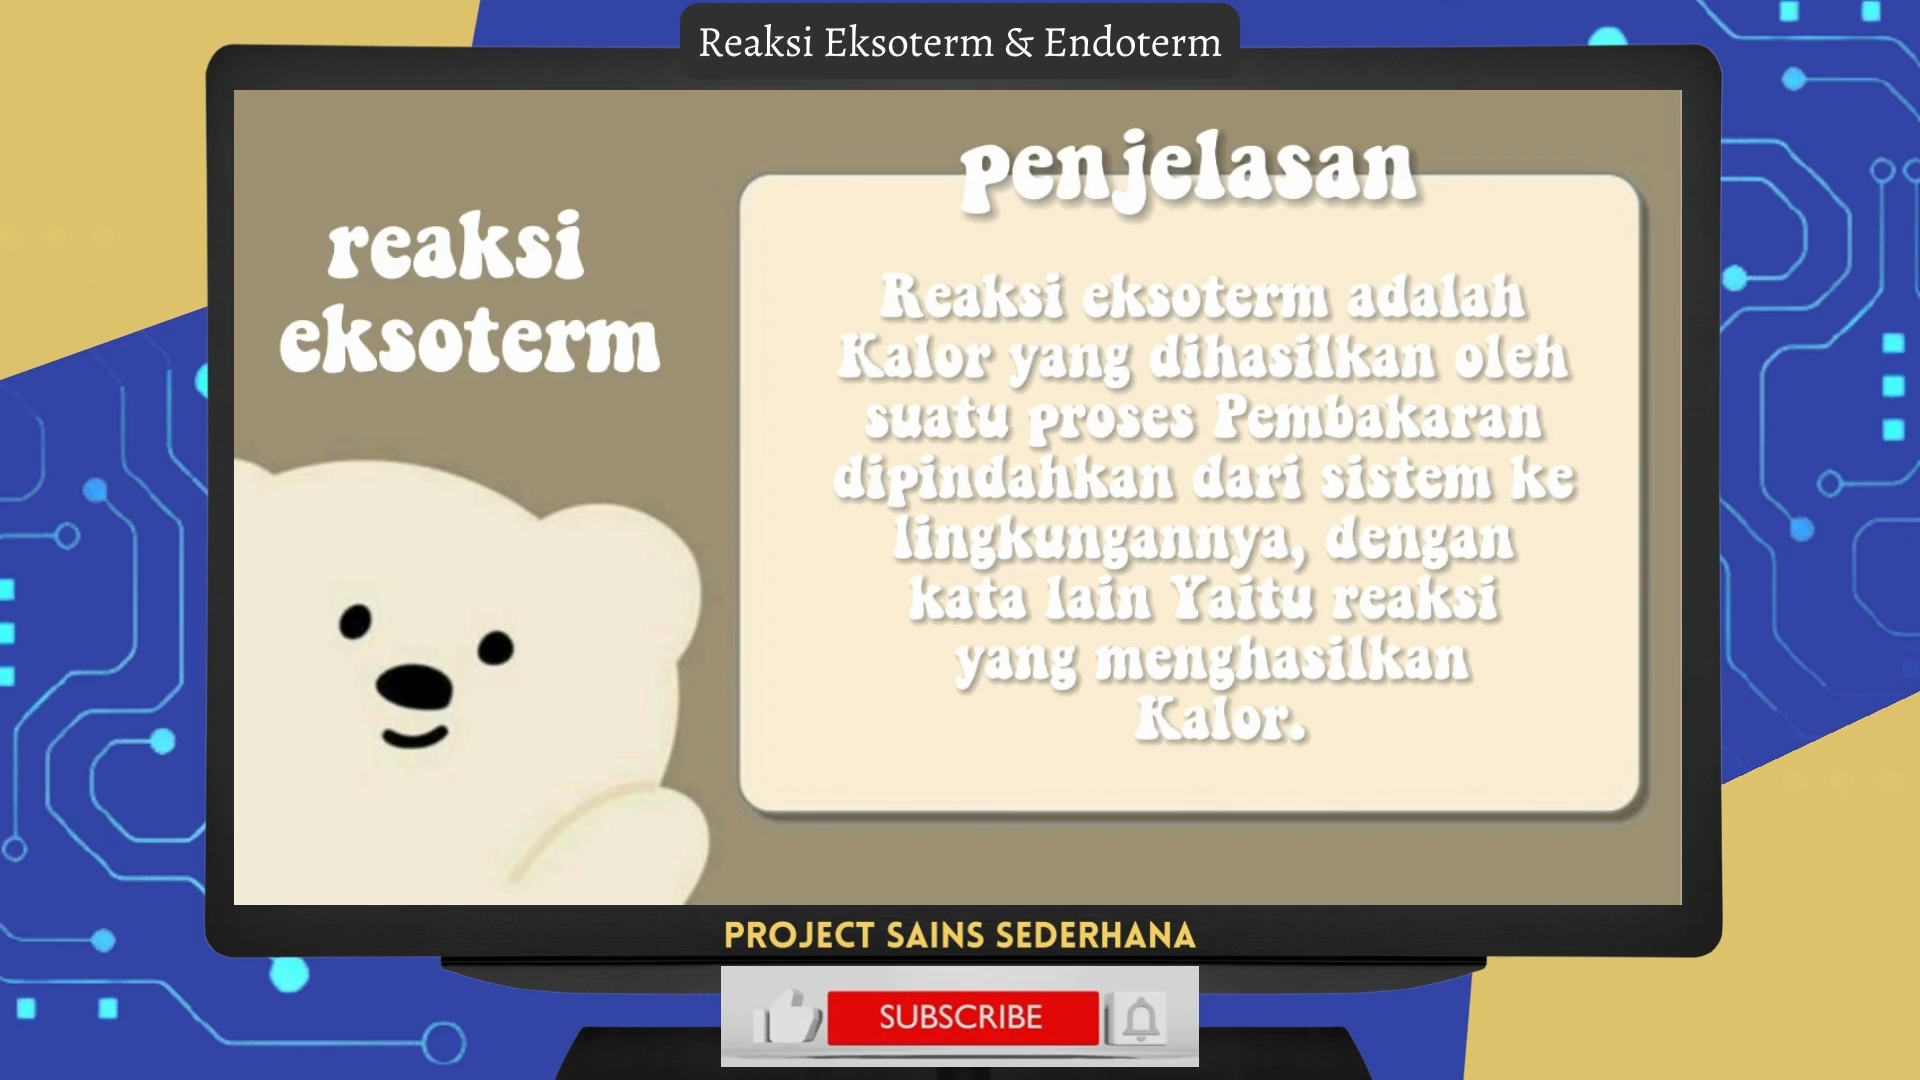 Reaksi Eksoterm & Endoterm
reaksi
eksoterm
penjelasan
Reaksi eksoterm adalah
Kalor yang dihasilkan oleh
suatu proses Pembakaran
dipindahkan dari sistem ke
lingkungannya, dengan
kata lain Yaitu reaksi
yang menghasilkan
Kalor.
PROJECT SAINS SEDERHANA
SUBSCRIBE